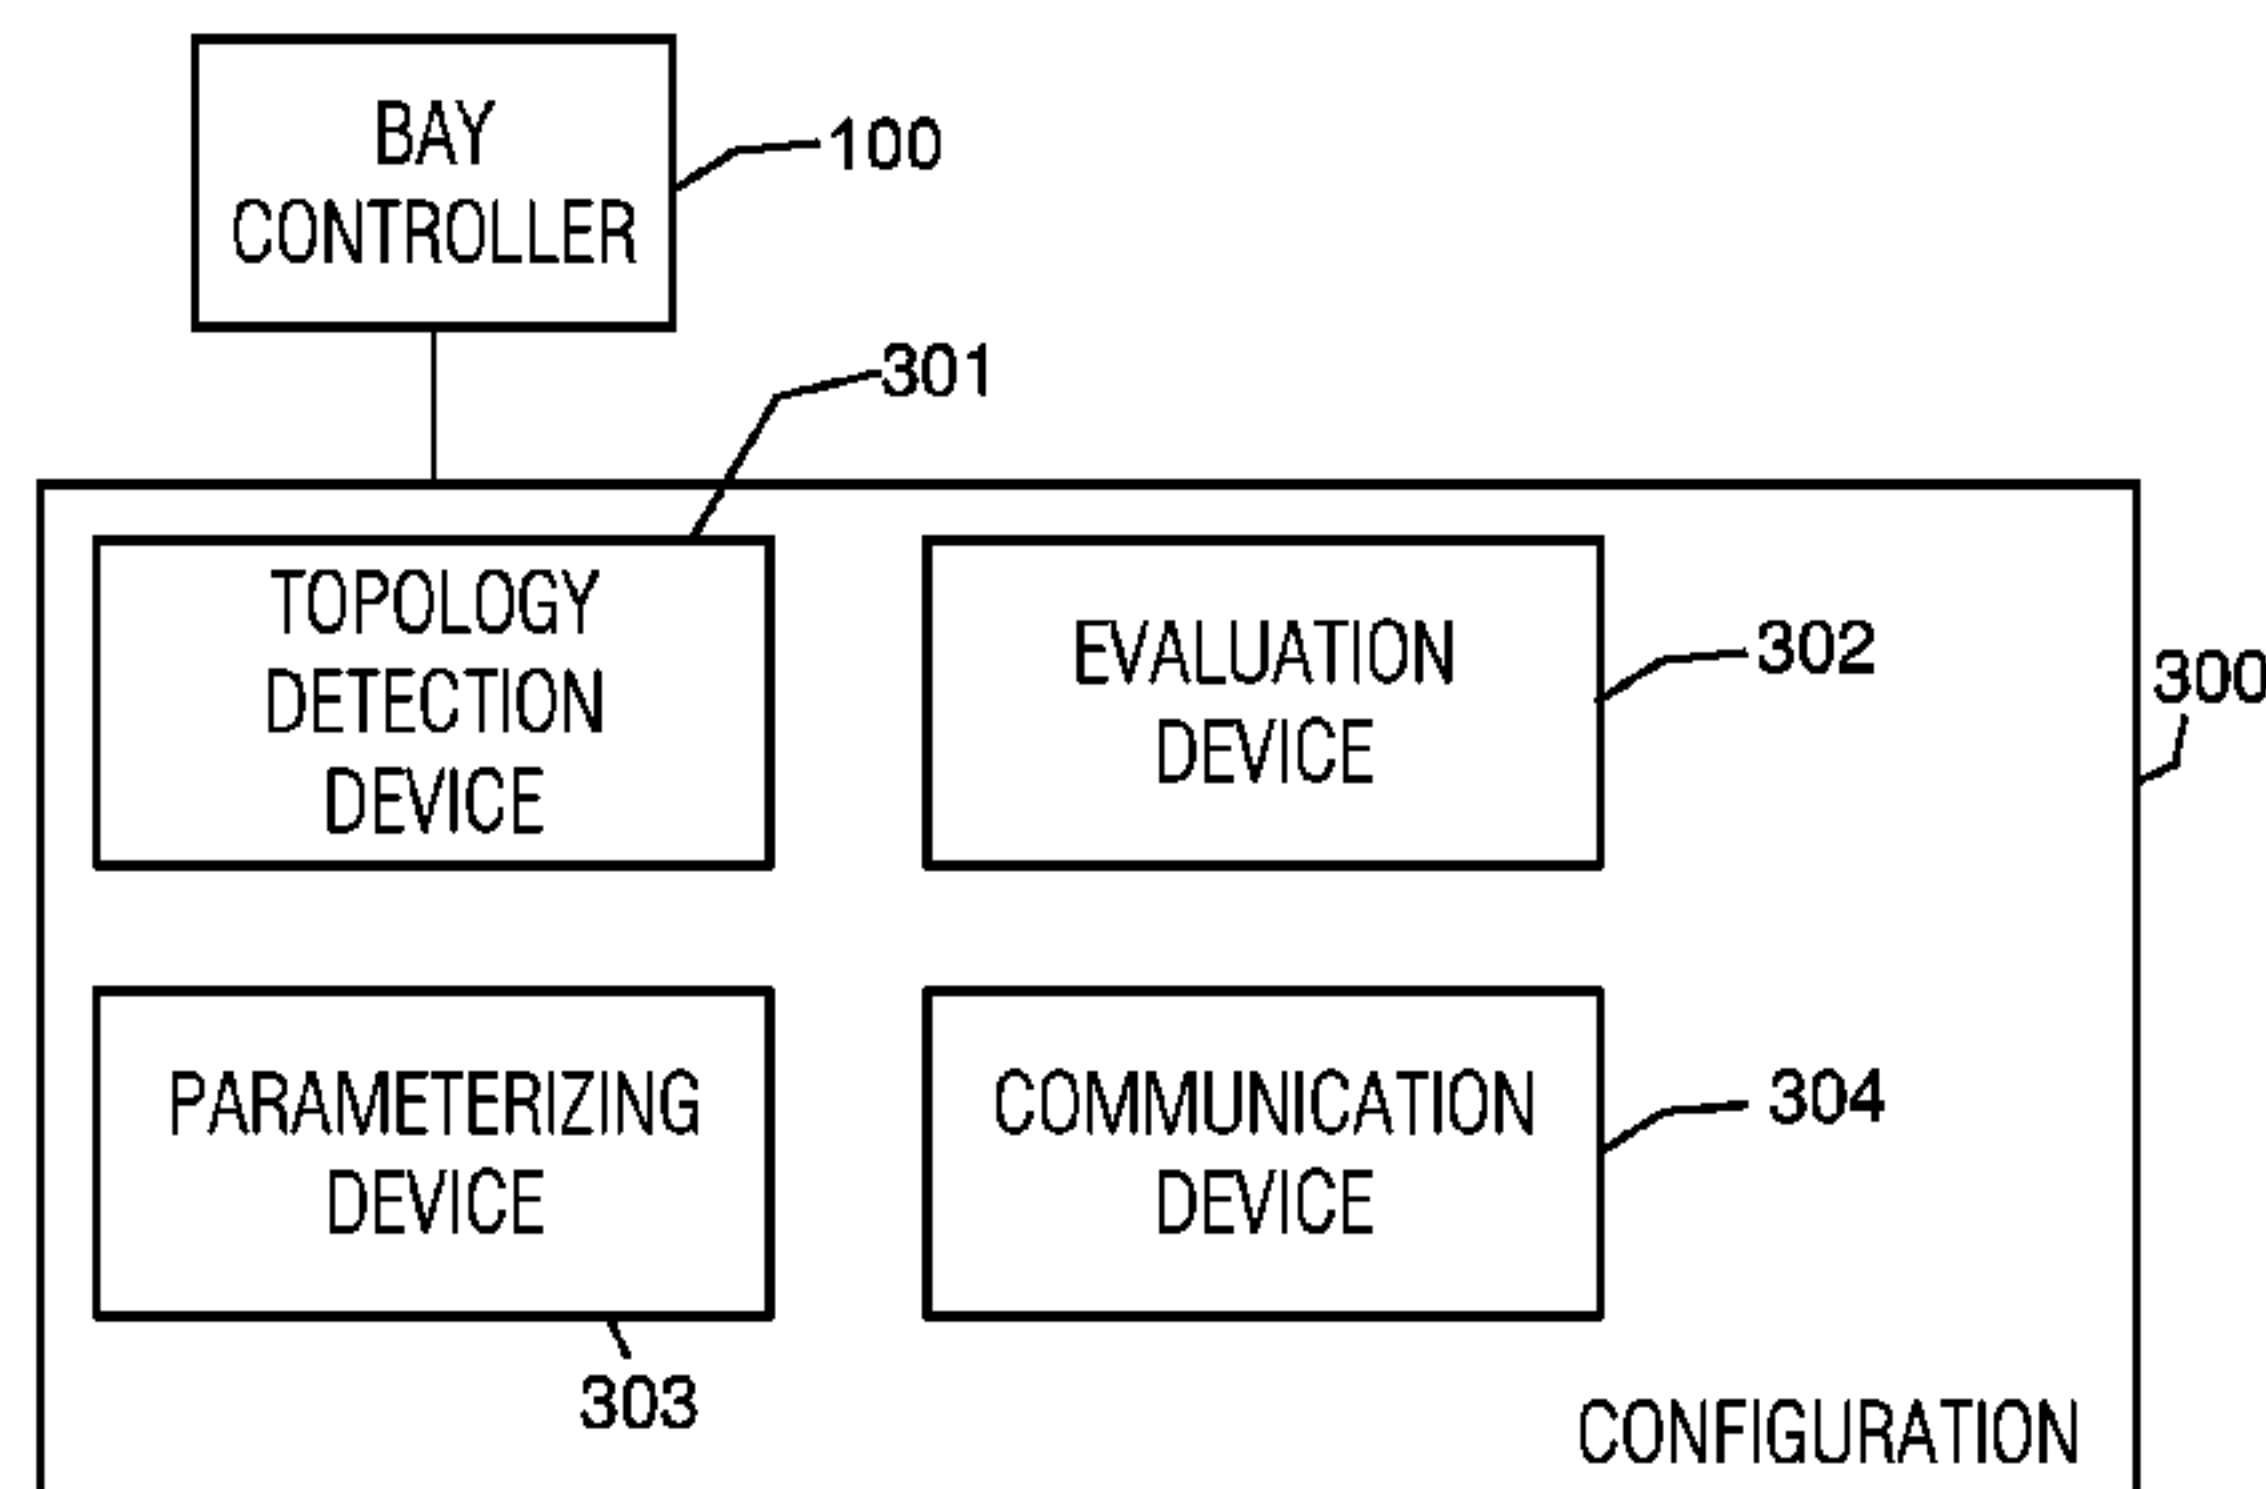 BAY
CONTROLLER
100
301
TOPOLOGY
DETECTION
DEVICE
EVALUATION
DEVICE
302
300
PARAMETERIZING
DEVICE
COMMUNICATION
DEVICE
304
303
CONFIGURATION